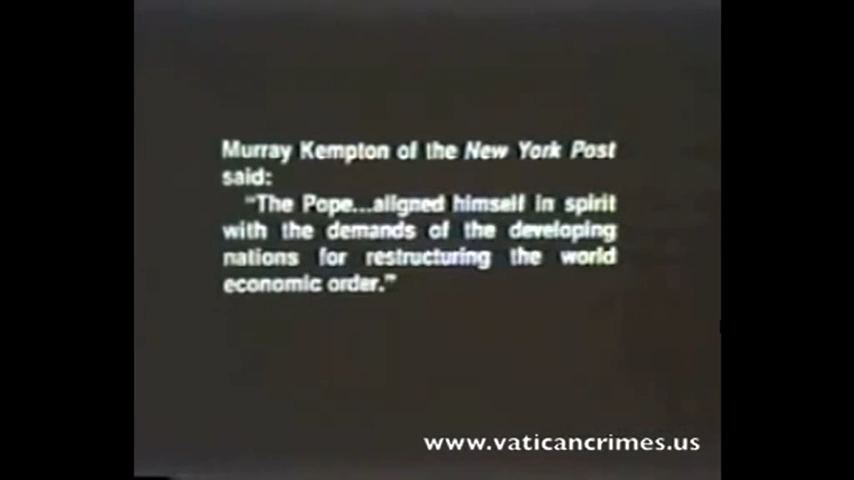 Murray Kempton of the New York Post
said:
"The Pope...aligned himself in spirit
with the demands of the developing
nations for restructuring the world
economic order."
www.vaticancrimes.us